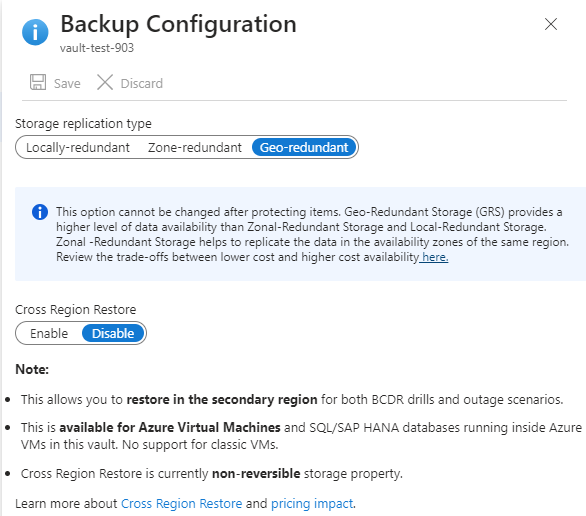 Backup Configuration
vault-test-903
Save Discard
Storage replication type
Locally-redundant Zone-redundant Geo-redundant
This option cannot be changed after protecting items. Geo-Redundant Storage (GRS) provides a
higher level of data availability than Zonal-Redundant Storage and Local-Redundant Storage.
Zonal -Redundant Storage helps to replicate the data in the availability zones of the same region.
Review the trade-offs between lower cost and higher cost availability here.
Cross Region Restore
Enable Disable
Note:
• This allows you to restore in the secondary region for both BCDR drills and outage scenarios.
• This is available for Azure Virtual Machines and SQL/SAP HANA databases running inside Azure
VMs in this vault. No support for classic VMs.
• Cross Region Restore is currently non-reversible storage property.
Learn more about Cross Region Restore and pricing impact.